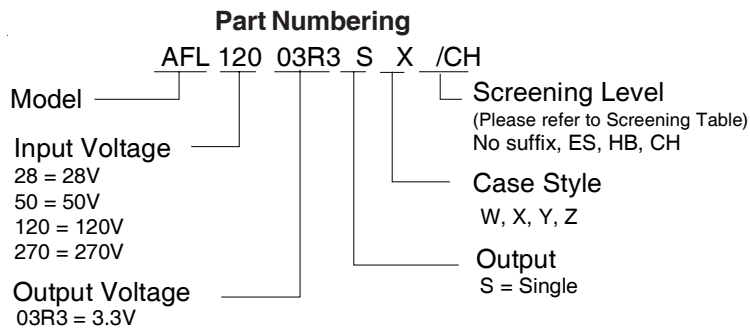 Part Numbering
AFL 120 03R3 S X /CH
Model
Input Voltage
28 = 28V
50 = 50V
120 = 120V
270 = 270V
Output Voltage
03R3 = 3.3V
Screening Level
(Please refer to Screening Table)
No suffix, ES, HB, CH
Case Style
W, X, Y, Z
Output
S = Single